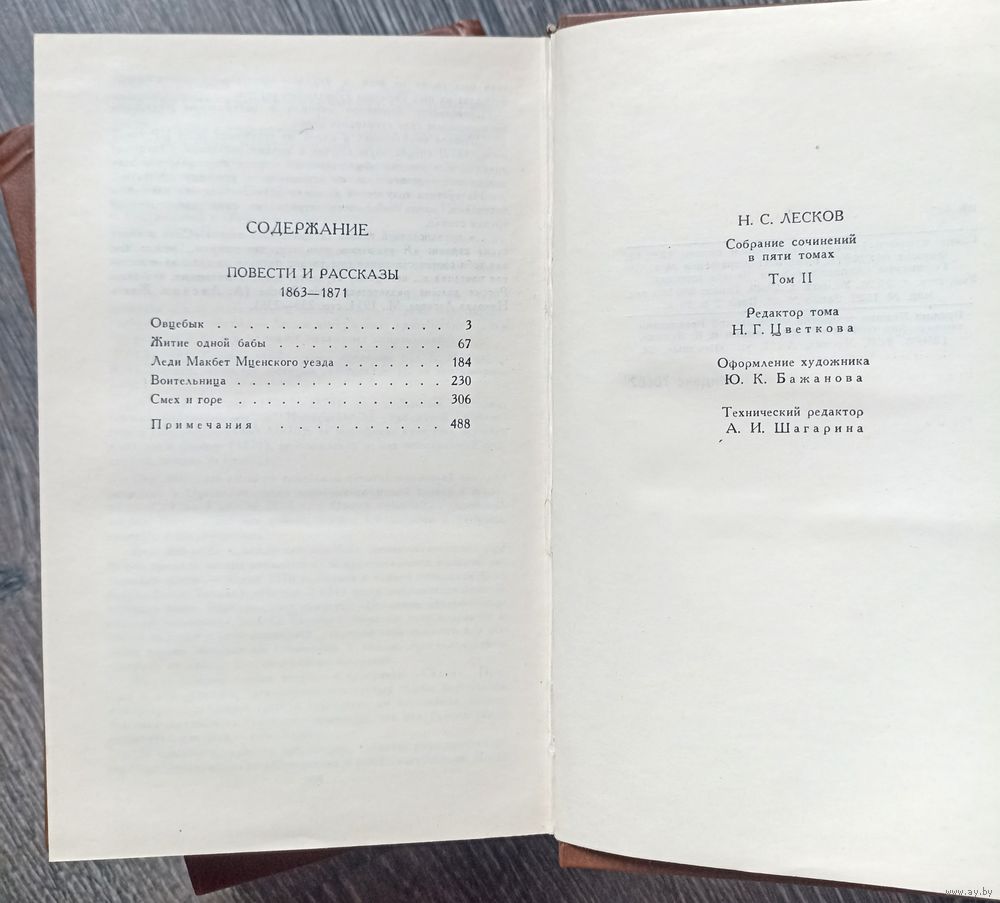 СОДЕРЖАНИЕ
ПОВЕСТИ И РАССКАЗЫ
1863—1871
Овцебык . . . . . . . . . . . . . . . 3
Житие одной бабы . . . . . . . . . . . 67
Леди Макбет Мценского уезда . . . . . . . 184
Воительница . . . . . . . . . . . . . . 230
Смех и горе . . . . . . . . . . . . . . 306
Примечания . . . . . . . . . . 488
Н. С. ЛЕСКОВ
Собрание сочинений
в пяти томах
Том II
Редактор тома
Н. Г. Цветкова
Оформление художника
Ю. К. Бажанова
Технический редактор
А. И. Шагарина
www.ay.by